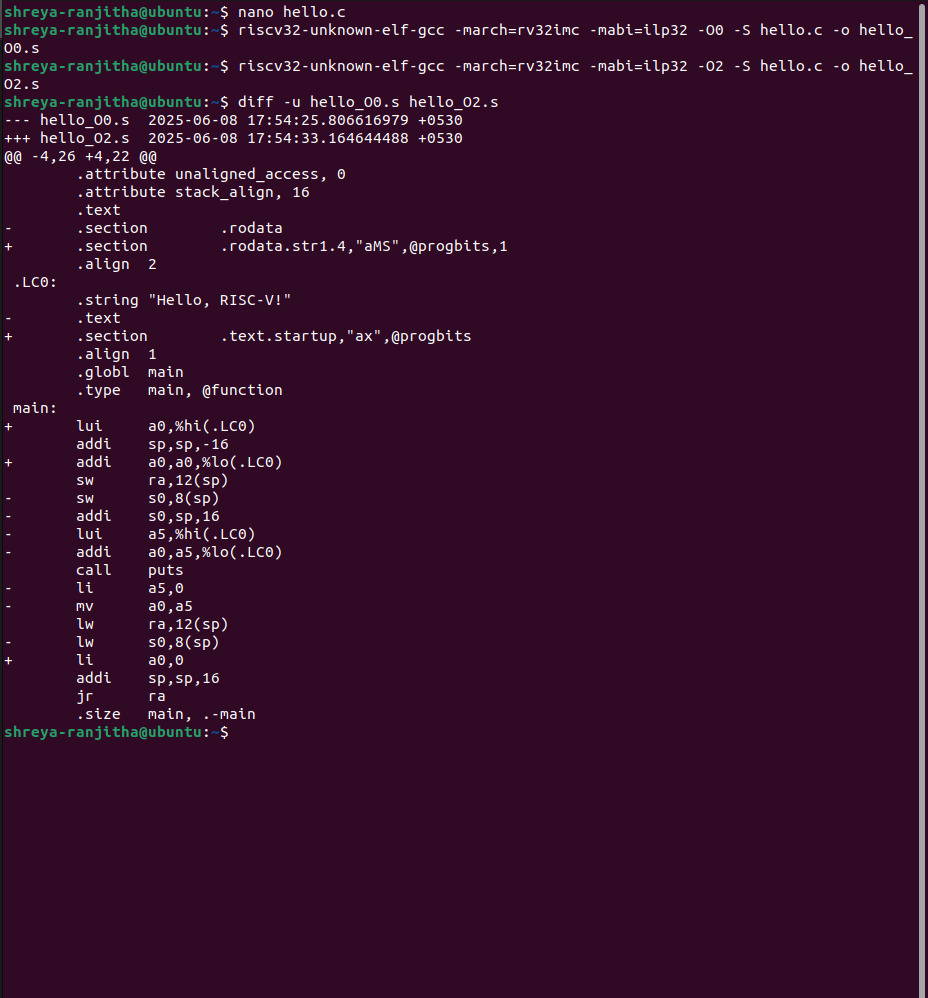 shreya-ranjitha@ubuntu:~$ nano hello.c
shreya-ranjitha@ubuntu:~$ riscv32-unknown-elf-gcc -march=rv32imc -mabi=ilp32 -O0 -S hello.c -o hello_
O0.s
shreya-ranjitha@ubuntu:~$ riscv32-unknown-elf-gcc -march=rv32imc -mabi=ilp32 -O2 -S hello.c -o hello_
O2.s
shreya-ranjitha@ubuntu:~$ diff -u hello_O0.s hello_O2.s
--- hello_O0.s  2025-06-08 17:54:25.806616979 +0530
+++ hello_O2.s  2025-06-08 17:54:33.164644488 +0530
@@ -4,26 +4,22 @@
        .attribute unaligned_access, 0
        .attribute stack_align, 16
        .text
-       .section        .rodata
+       .section        .rodata.str1.4,"aMS",@progbits,1
        .align  2
 .LC0:
        .string "Hello, RISC-V!"
-       .text
+       .section        .text.startup,"ax",@progbits
        .align  1
        .globl  main
        .type   main, @function
 main:
+       lui     a0,%hi(.LC0)
        addi    sp,sp,-16
+       addi    a0,a0,%lo(.LC0)
        sw      ra,12(sp)
-       sw      s0,8(sp)
-       addi    s0,sp,16
-       lui     a5,%hi(.LC0)
-       addi    a0,a5,%lo(.LC0)
        call    puts
-       li      a5,0
-       mv      a0,a5
        lw      ra,12(sp)
-       lw      s0,8(sp)
+       li      a0,0
        addi    sp,sp,16
        jr      ra
        .size   main, .-main
shreya-ranjitha@ubuntu:~$